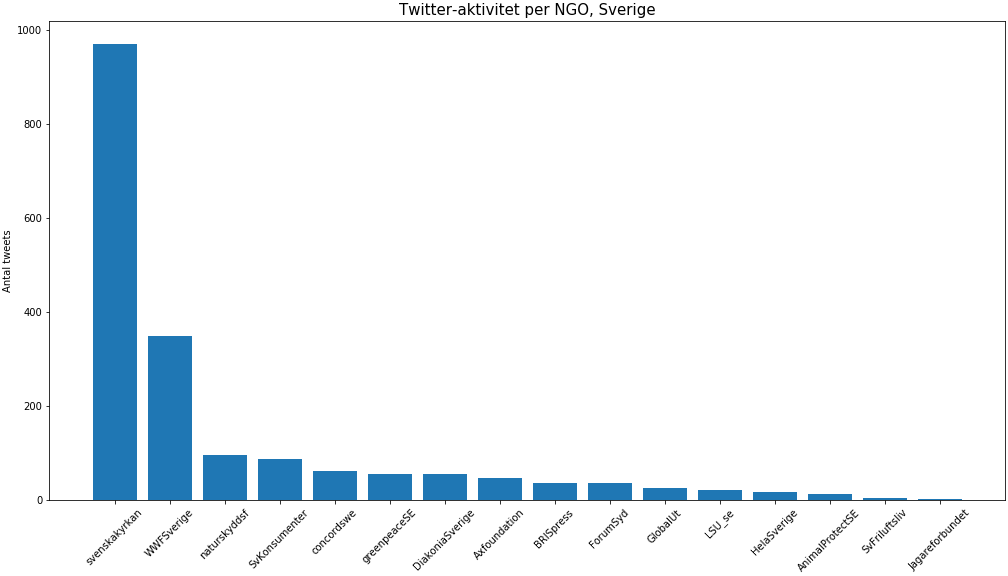 Twitter-aktivitet per NGO, Sverige
Antal tweets
1000
800
600
400
200
0
svenskakyrkan
WWFSverige
naturskyddsf
SvKonsumenter
concordswe
greenpeaceSE
DiakoniaSverige
Axfoundation
BRISpress
ForumSyd
GlobalUt
LSU_se
HelaSverige
AnimalProtectSE
SvFriluftsliv
Jagareforbundet